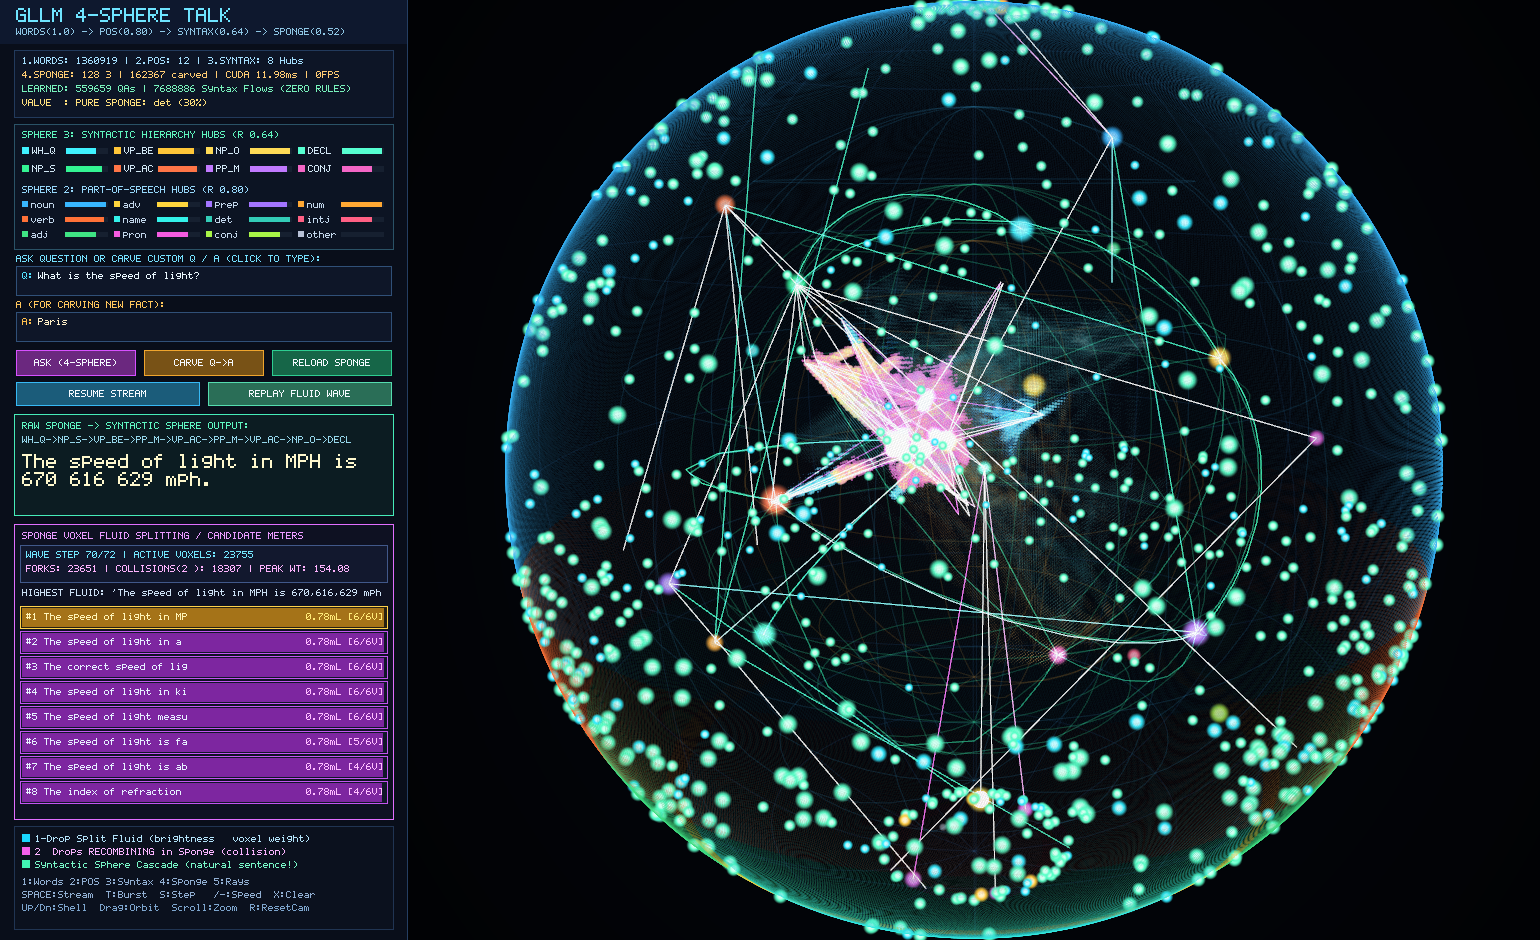 GLLM 4-SPHERE TALK
WORDS(1.0) -> POS(0.80) -> SYNTAX(0.64) -> SPONGE(0.52)
1.WORDS: 1360919 | 2.POS: 12 | 3.SYNTAX: 8 Hubs
4.SPONGE: 128 3 | 162367 carved | CUDA 11.98ms | 0FPS
LEARNED: 559659 QAs | 7688886 Syntax Flows (ZERO RULES)
VALVE  : PURE SPONGE: det (30%)
SPHERE 3: SYNTACTIC HIERARCHY HUBS (R 0.64)
WH_Q VP_BE NP_O DECL
NP_S VP_AC PP_M CONJ
SPHERE 2: PART-OF-SPEECH HUBS (R 0.80)
noun adv PreP num
verb name det intj
adj Pron conj other
ASK QUESTION OR CARVE CUSTOM Q / A (CLICK TO TYPE):
Q: What is the sPeed of light?
A (FOR CARVING NEW FACT):
A: Paris
ASK (4-SPHERE) CARVE Q->A RELOAD SPONGE
RESUME STREAM REPLAY FLUID WAVE
RAW SPONGE -> SYNTACTIC SPHERE OUTPUT:
WH_Q->NP_S->VP_BE->PP_M->VP_AC->PP_M->VP_AC->NP_O->DECL
The sPeed of light in MPH is
670 616 629 mPh.
SPONGE VOXEL FLUID SPLITTING / CANDIDATE METERS
WAVE STEP 70/72 | ACTIVE VOXELS: 23755
FORKS: 23651 | COLLISIONS(2 ): 18307 | PEAK WT: 154.08
HIGHEST FLUID: 'The sPeed of light in MPH is 670,616,629 mPh
#1 The sPeed of light in MP 0.78mL [6/6V]
#2 The sPeed of light in a 0.78mL [6/6V]
#3 The correct sPeed of lig 0.78mL [6/6V]
#4 The sPeed of light in ki 0.78mL [6/6V]
#5 The sPeed of light measu 0.78mL [6/6V]
#6 The sPeed of light is fa 0.78mL [5/6V]
#7 The sPeed of light is ab 0.78mL [4/6V]
#8 The index of refraction 0.78mL [4/6V]
1-DroP SPlit Fluid (brightness   voxel weight)
2  DroPs RECOMBINING in SPonge (collision)
Syntactic SPhere Cascade (natural sentence!)
1:Words 2:POS 3:Syntax 4:SPonge 5:Rays
SPACE:Stream  T:Burst  S:SteP   /-:SPeed  X:Clear
UP/Dn:Shell  Drag:Orbit  Scroll:Zoom  R:ResetCam